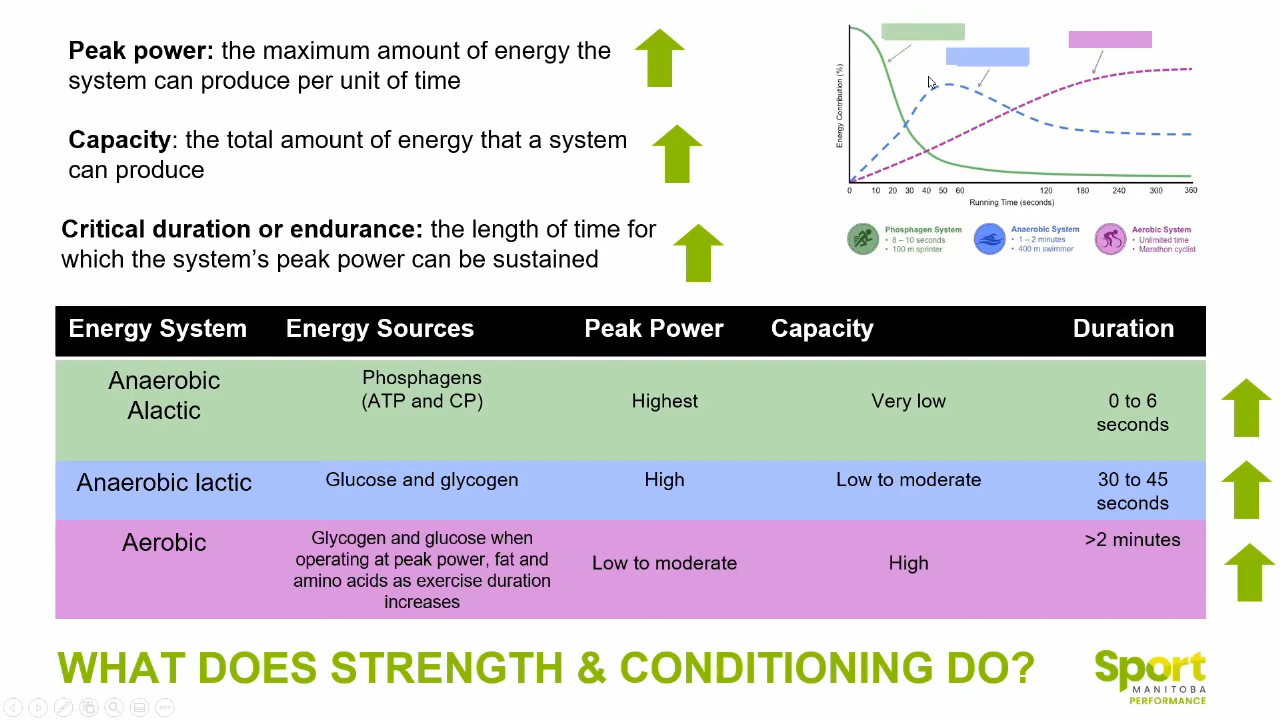 Peak power: the maximum amount of energy the
system can produce per unit of time
Capacity: the total amount of energy that a system
can produce
Critical duration or endurance: the length of time for
which the system's peak power can be sustained
Energy Contribution (%)
0 10 20 30 40 50 60 120 180 240 300 360
Running Time (seconds)
Phosphagen System
• 8 – 10 seconds
• 100 m sprinter
Anaerobic System
• 1 – 2 minutes
• 400 m swimmer
Aerobic System
• Unlimited time
• Marathon cyclist
Energy System Energy Sources Peak Power Capacity Duration
Anaerobic
Alactic
Phosphagens
(ATP and CP)
Highest
Very low
0 to 6
seconds
Anaerobic lactic
Glucose and glycogen
High
Low to moderate
30 to 45
seconds
Aerobic
Glycogen and glucose when
operating at peak power, fat and
amino acids as exercise duration
increases
Low to moderate
High
>2 minutes
WHAT DOES STRENGTH & CONDITIONING DO?
Sport
MANITOBA
PERFORMANCE